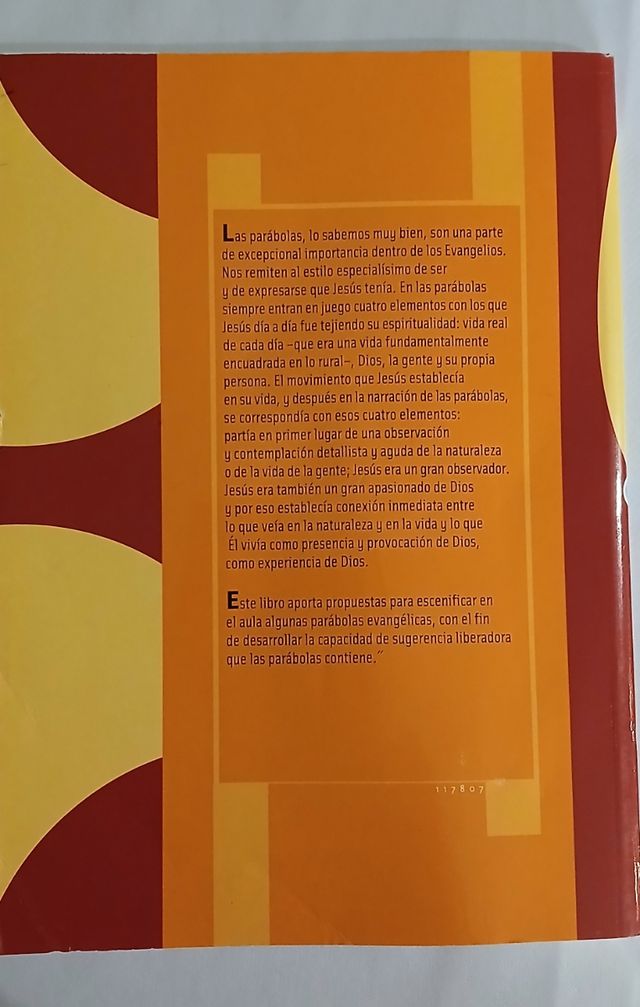 Las parábolas, lo sabemos muy bien, son una parte
de excepcional importancia dentro de los Evangelios.
Nos remiten al estilo especialísimo de ser
y de expresarse que Jesús tenía. En las parábolas
siempre entran en juego cuatro elementos con los que
Jesús día a día fue tejiendo su espiritualidad: vida real
de cada día –que era una vida fundamentalmente
encuadrada en lo rural–, Dios, la gente y su propia
persona. El movimiento que Jesús establecía
en su vida, y después en la narración de las parábolas,
se correspondía con esos cuatro elementos:
partía en primer lugar de una observación
y contemplación detallista y aguda de la naturaleza
o de la vida de la gente; Jesús era un gran observador.
Jesús era también un gran apasionado de Dios
y por eso establecía conexión inmediata entre
lo que veía en la naturaleza y en la vida y lo que
Él vivía como presencia y provocación de Dios,
como experiencia de Dios.
Este libro aporta propuestas para escenificar en
el aula algunas parábolas evangélicas, con el fin
de desarrollar la capacidad de sugerencia liberadora
que las parábolas contiene.˝
117807